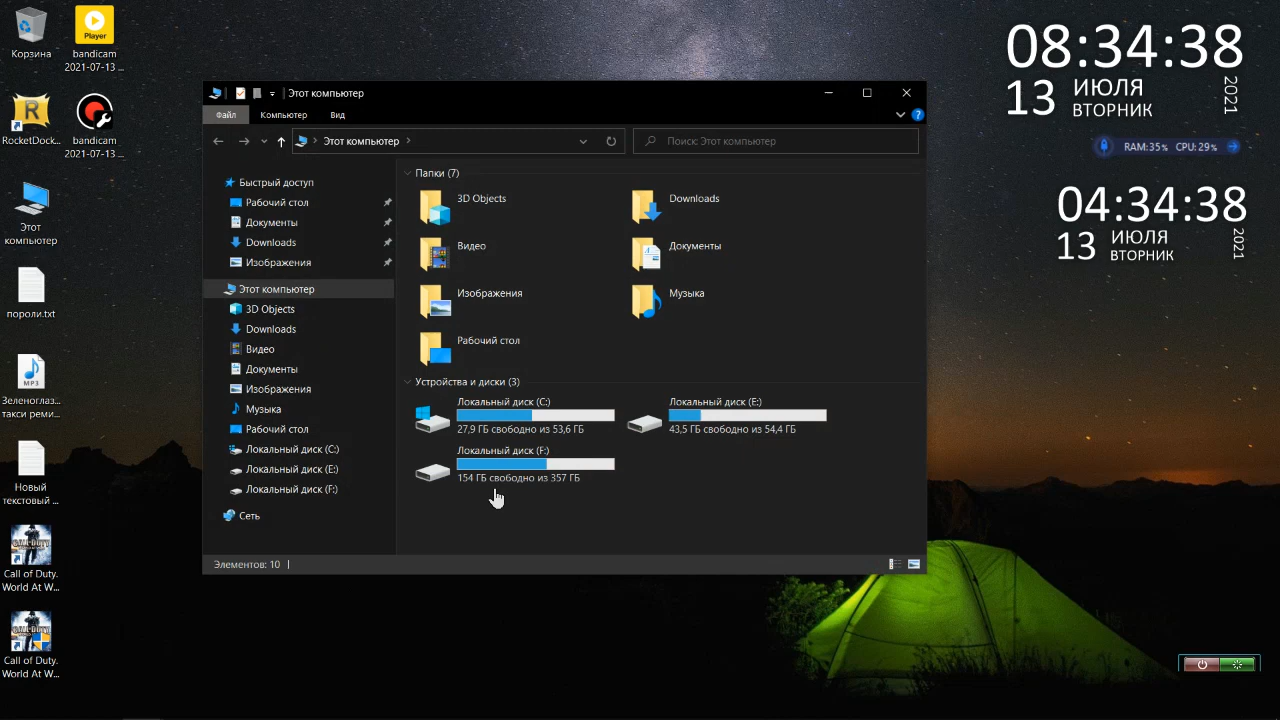 Корзина
Player
bandicam
2021-07-13 ...
RocketDock...
bandicam
2021-07-13 ...
Этот
компьютер
пороли.txt
MP3
Зеленоглаз...
такси реми...
Новый
текстовый ...
Call of Duty.
World At W...
Call of Duty.
World At W...
Этот компьютер
Файл
Компьютер
Вид
Этот компьютер
Поиск: Этот компьютер
Быстрый доступ
Рабочий стол
Документы
Downloads
Изображения
Этот компьютер
3D Objects
Downloads
Видео
Документы
Изображения
Музыка
Рабочий стол
Локальный диск (C:)
Локальный диск (E:)
Локальный диск (F:)
Сеть
Папки (7)
3D Objects
Downloads
Видео
Документы
Изображения
Музыка
Рабочий стол
Устройства и диски (3)
Локальный диск (C:)
27,9 ГБ свободно из 53,6 ГБ
Локальный диск (E:)
43,5 ГБ свободно из 54,4 ГБ
Локальный диск (F:)
154 ГБ свободно из 357 ГБ
Элементов: 10
08:34:38
13 ИЮЛЯ 2021
ВТОРНИК
RAM:35% CPU:29%
04:34:38
13 ИЮЛЯ 2021
ВТОРНИК